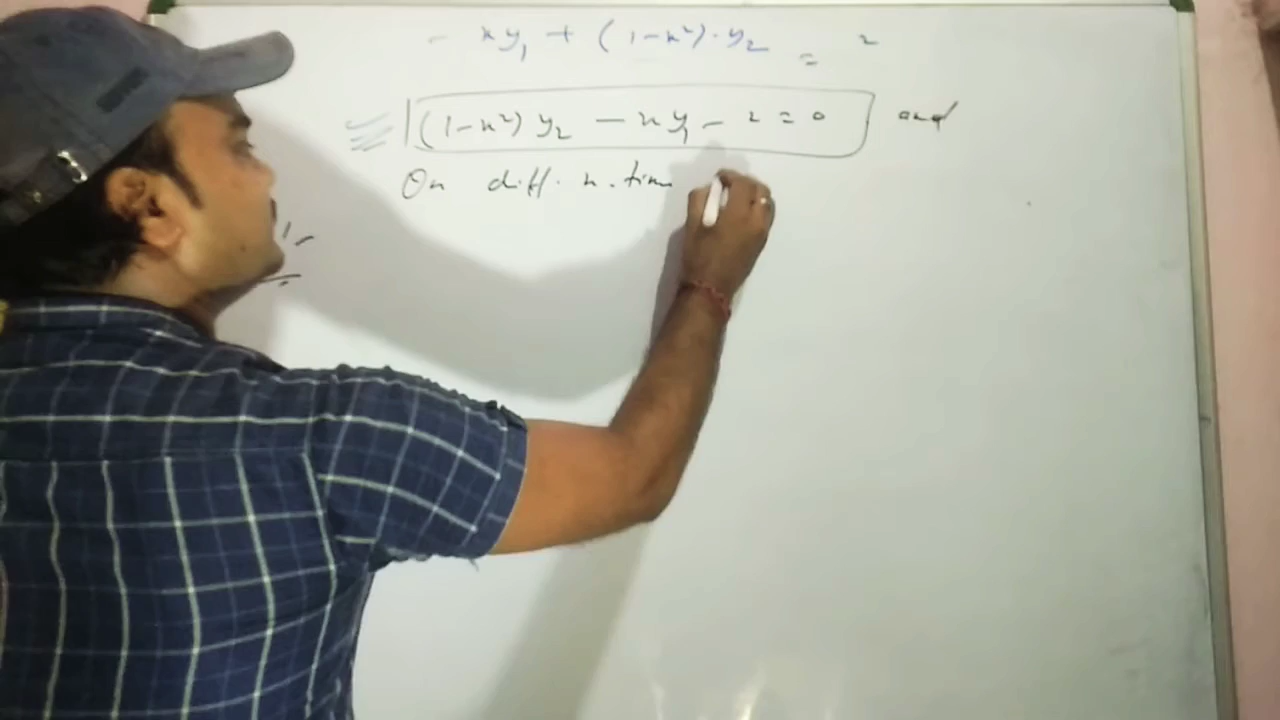 - xy₁ + (1-x²)·y₂ = 2
(1-x²) y₂ - xy₁ - 2 = 0 and
On diff. n. time